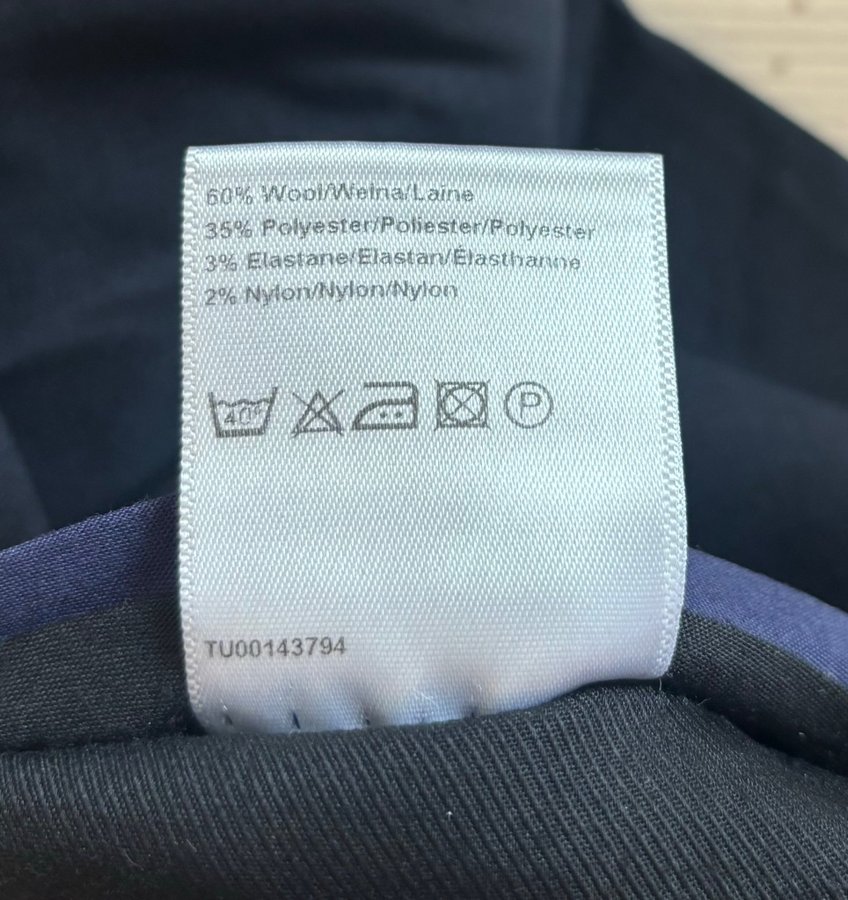 60% Wool/Wełna/Laine
35% Polyester/Poliester/Polyester
3% Elastane/Elastan/Élasthanne
2% Nylon/Nylon/Nylon
40° P
TU00143794